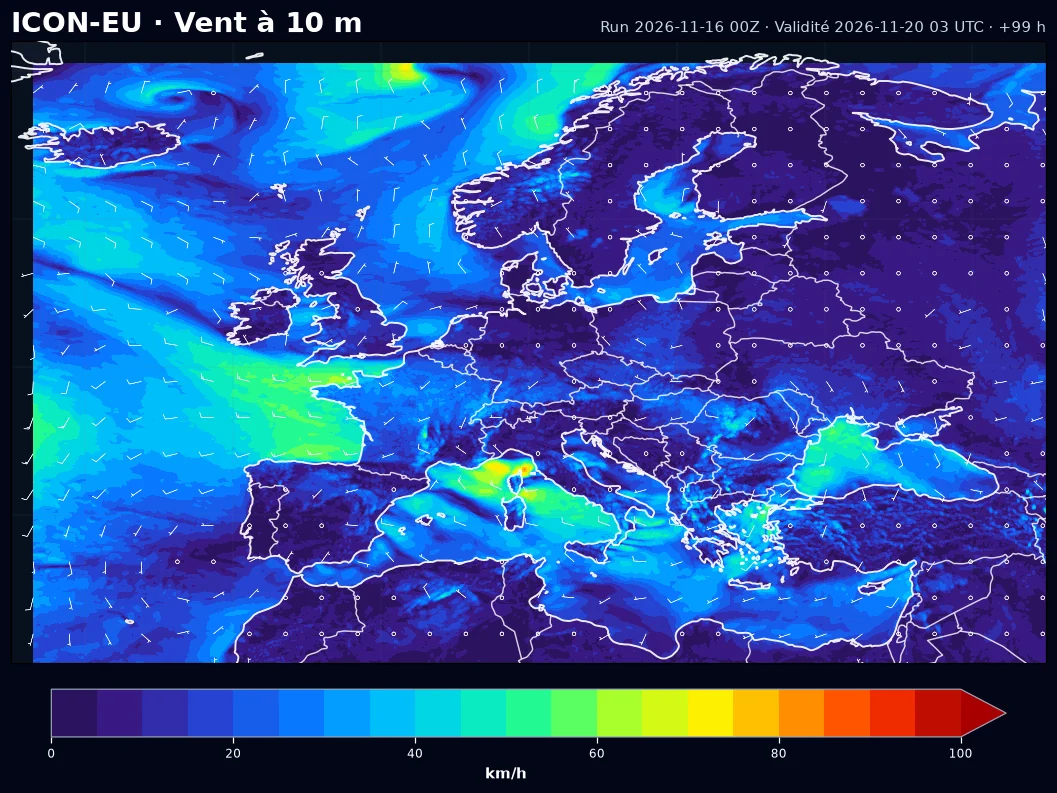 ICON-EU · Vent à 10 m
Run 2026-11-16 00Z · Validité 2026-11-20 03 UTC · +99 h
0 20 40 60 80 100
km/h